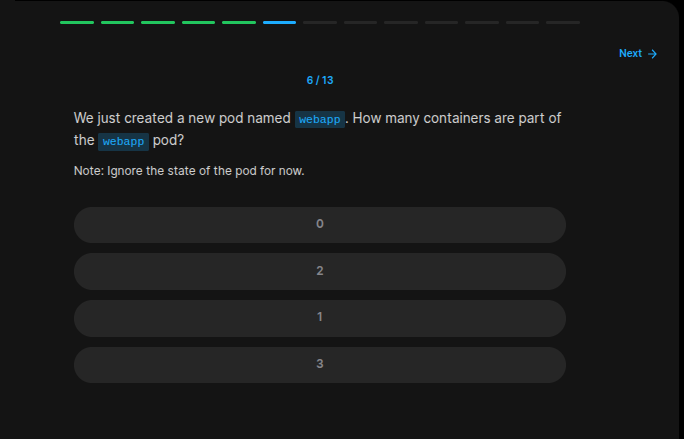 Next →
6 / 13
We just created a new pod named webapp. How many containers are part of
the webapp pod?
Note: Ignore the state of the pod for now.
0
2
1
3